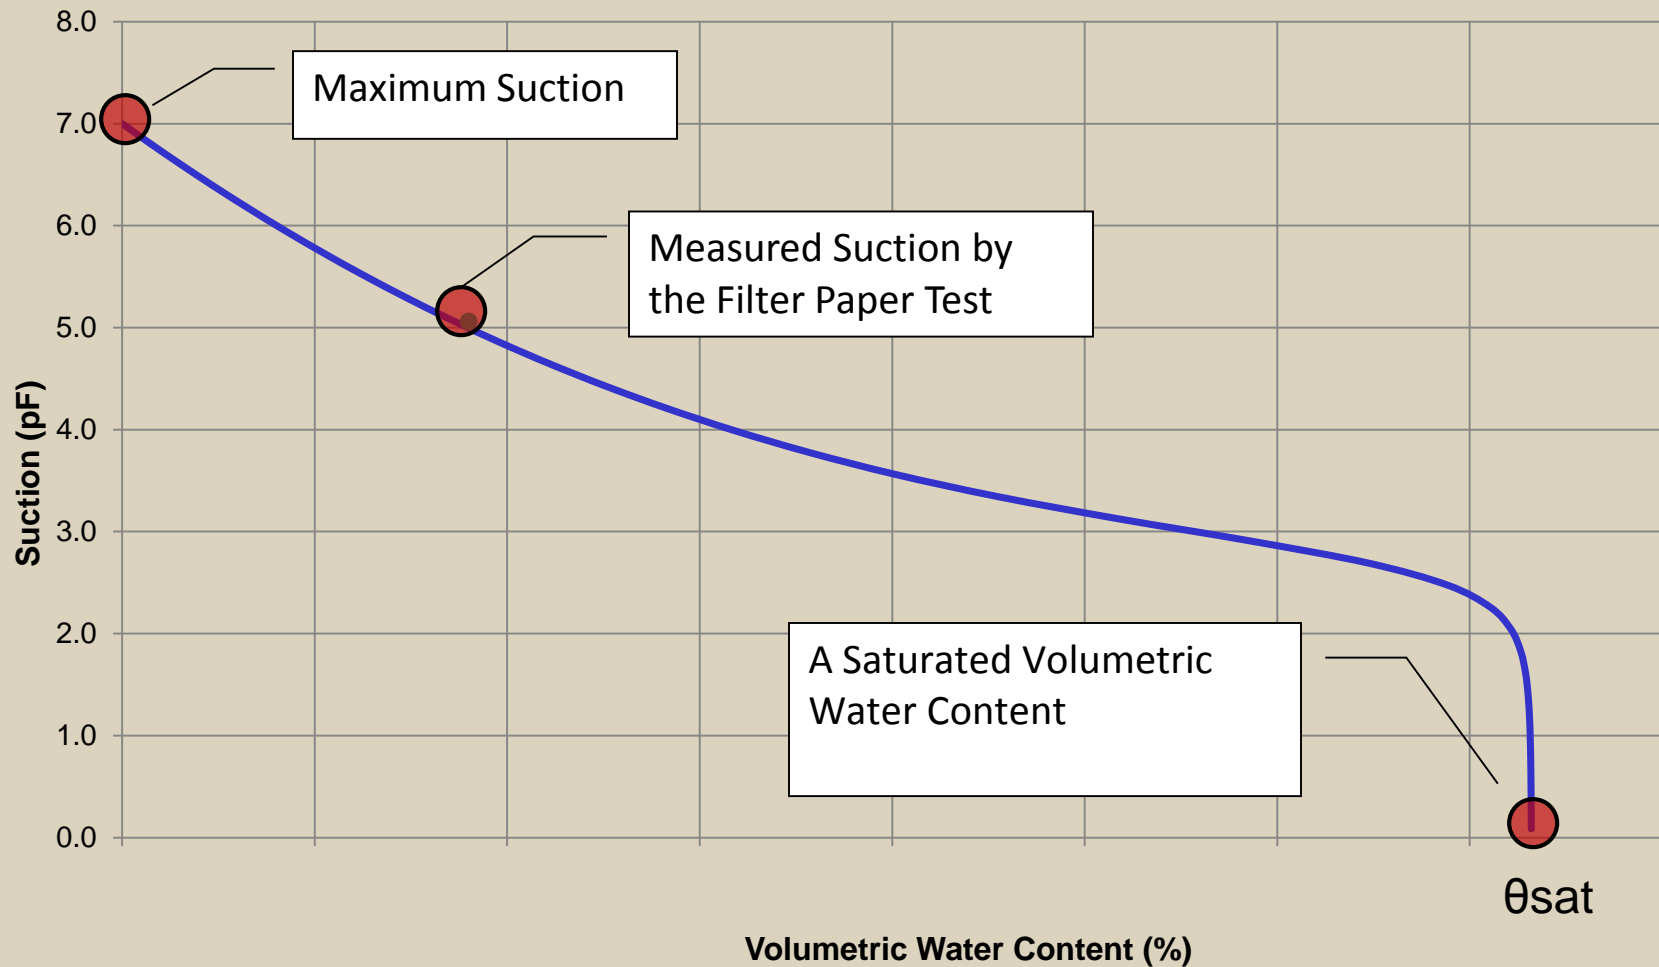 8.0
Maximum Suction
7.0
6.0
Measured Suction by
the Filter Paper Test
5.0
4.0
Suction (pF)
3.0
2.0
A Saturated Volumetric
Water Content
1.0
0.0
θsat
Volumetric Water Content (%)